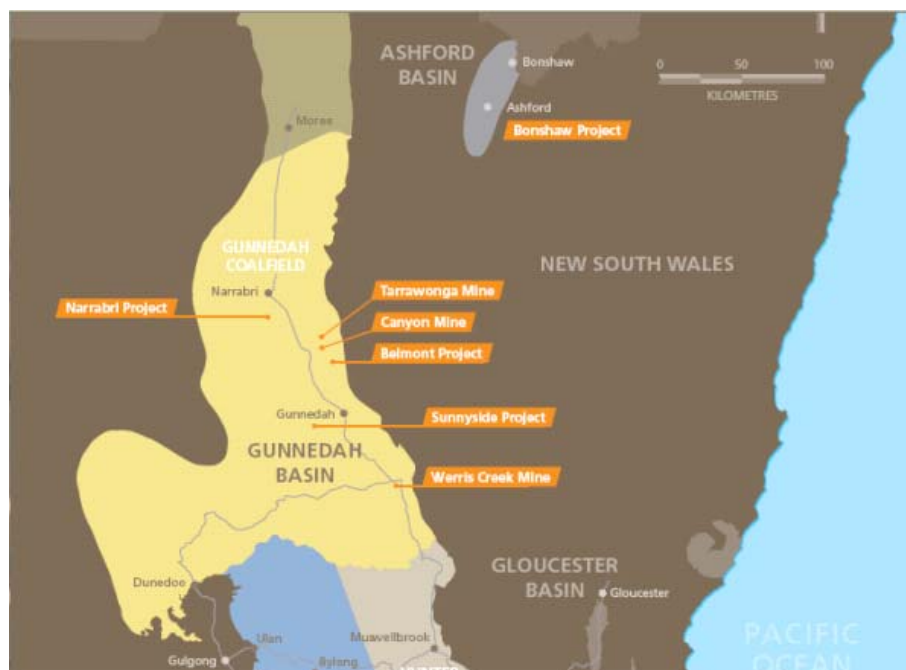 ASHFORD
BASIN
Bonshaw
Ashford
Bonshaw Project
0 50 100
KILOMETRES
Moree
GUNNEDAH
COALFIELD
NEW SOUTH WALES
Narrabri
Narrabri Project
Tarrawonga Mine
Canyon Mine
Belmont Project
Gunnedah
Sunnyside Project
GUNNEDAH
BASIN
Werris Creek Mine
GLOUCESTER
BASIN
Gloucester
Dunedoo
Ulan
Muswellbrook
Gulgong
Bylong
HUNTER
PACIFIC
OCEAN